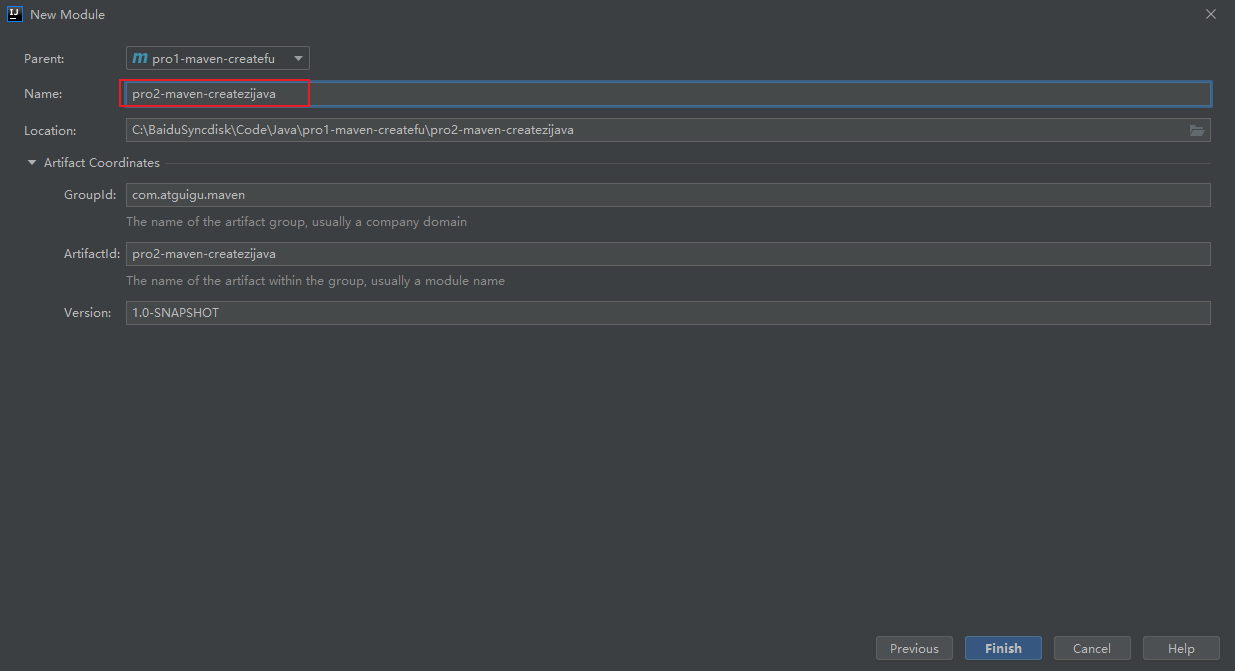 New Module
Parent: pro1-maven-createfu
Name: pro2-maven-createzijava
Location: C:\BaiduSyncdisk\Code\Java\pro1-maven-createfu\pro2-maven-createzijava
Artifact Coordinates
GroupId: com.atguigu.maven
The name of the artifact group, usually a company domain
ArtifactId: pro2-maven-createzijava
The name of the artifact within the group, usually a module name
Version: 1.0-SNAPSHOT
Previous Finish Cancel Help